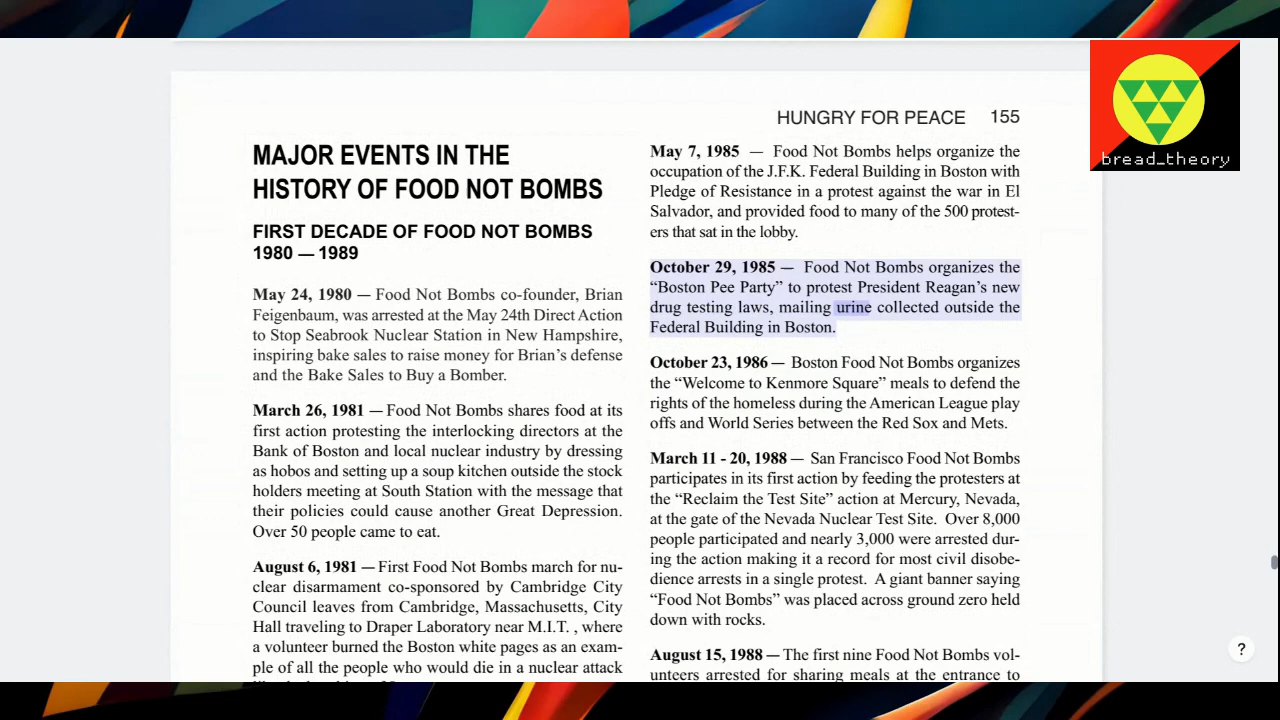 HUNGRY FOR PEACE 155
bread_theory
MAJOR EVENTS IN THE
HISTORY OF FOOD NOT BOMBS
FIRST DECADE OF FOOD NOT BOMBS
1980 — 1989
May 24, 1980 — Food Not Bombs co-founder, Brian
Feigenbaum, was arrested at the May 24th Direct Action
to Stop Seabrook Nuclear Station in New Hampshire,
inspiring bake sales to raise money for Brian's defense
and the Bake Sales to Buy a Bomber.
March 26, 1981 — Food Not Bombs shares food at its
first action protesting the interlocking directors at the
Bank of Boston and local nuclear industry by dressing
as hobos and setting up a soup kitchen outside the stock
holders meeting at South Station with the message that
their policies could cause another Great Depression.
Over 50 people came to eat.
August 6, 1981 — First Food Not Bombs march for nu-
clear disarmament co-sponsored by Cambridge City
Council leaves from Cambridge, Massachusetts, City
Hall traveling to Draper Laboratory near M.I.T. , where
a volunteer burned the Boston white pages as an exam-
ple of all the people who would die in a nuclear attack
May 7, 1985 — Food Not Bombs helps organize the
occupation of the J.F.K. Federal Building in Boston with
Pledge of Resistance in a protest against the war in El
Salvador, and provided food to many of the 500 protest-
ers that sat in the lobby.
October 29, 1985 — Food Not Bombs organizes the
“Boston Pee Party” to protest President Reagan's new
drug testing laws, mailing urine collected outside the
Federal Building in Boston.
October 23, 1986 — Boston Food Not Bombs organizes
the “Welcome to Kenmore Square” meals to defend the
rights of the homeless during the American League play
offs and World Series between the Red Sox and Mets.
March 11 - 20, 1988 — San Francisco Food Not Bombs
participates in its first action by feeding the protesters at
the “Reclaim the Test Site” action at Mercury, Nevada,
at the gate of the Nevada Nuclear Test Site. Over 8,000
people participated and nearly 3,000 were arrested dur-
ing the action making it a record for most civil disobe-
dience arrests in a single protest. A giant banner saying
“Food Not Bombs” was placed across ground zero held
down with rocks.
August 15, 1988 — The first nine Food Not Bombs vol-
unteers arrested for sharing meals at the entrance to
?